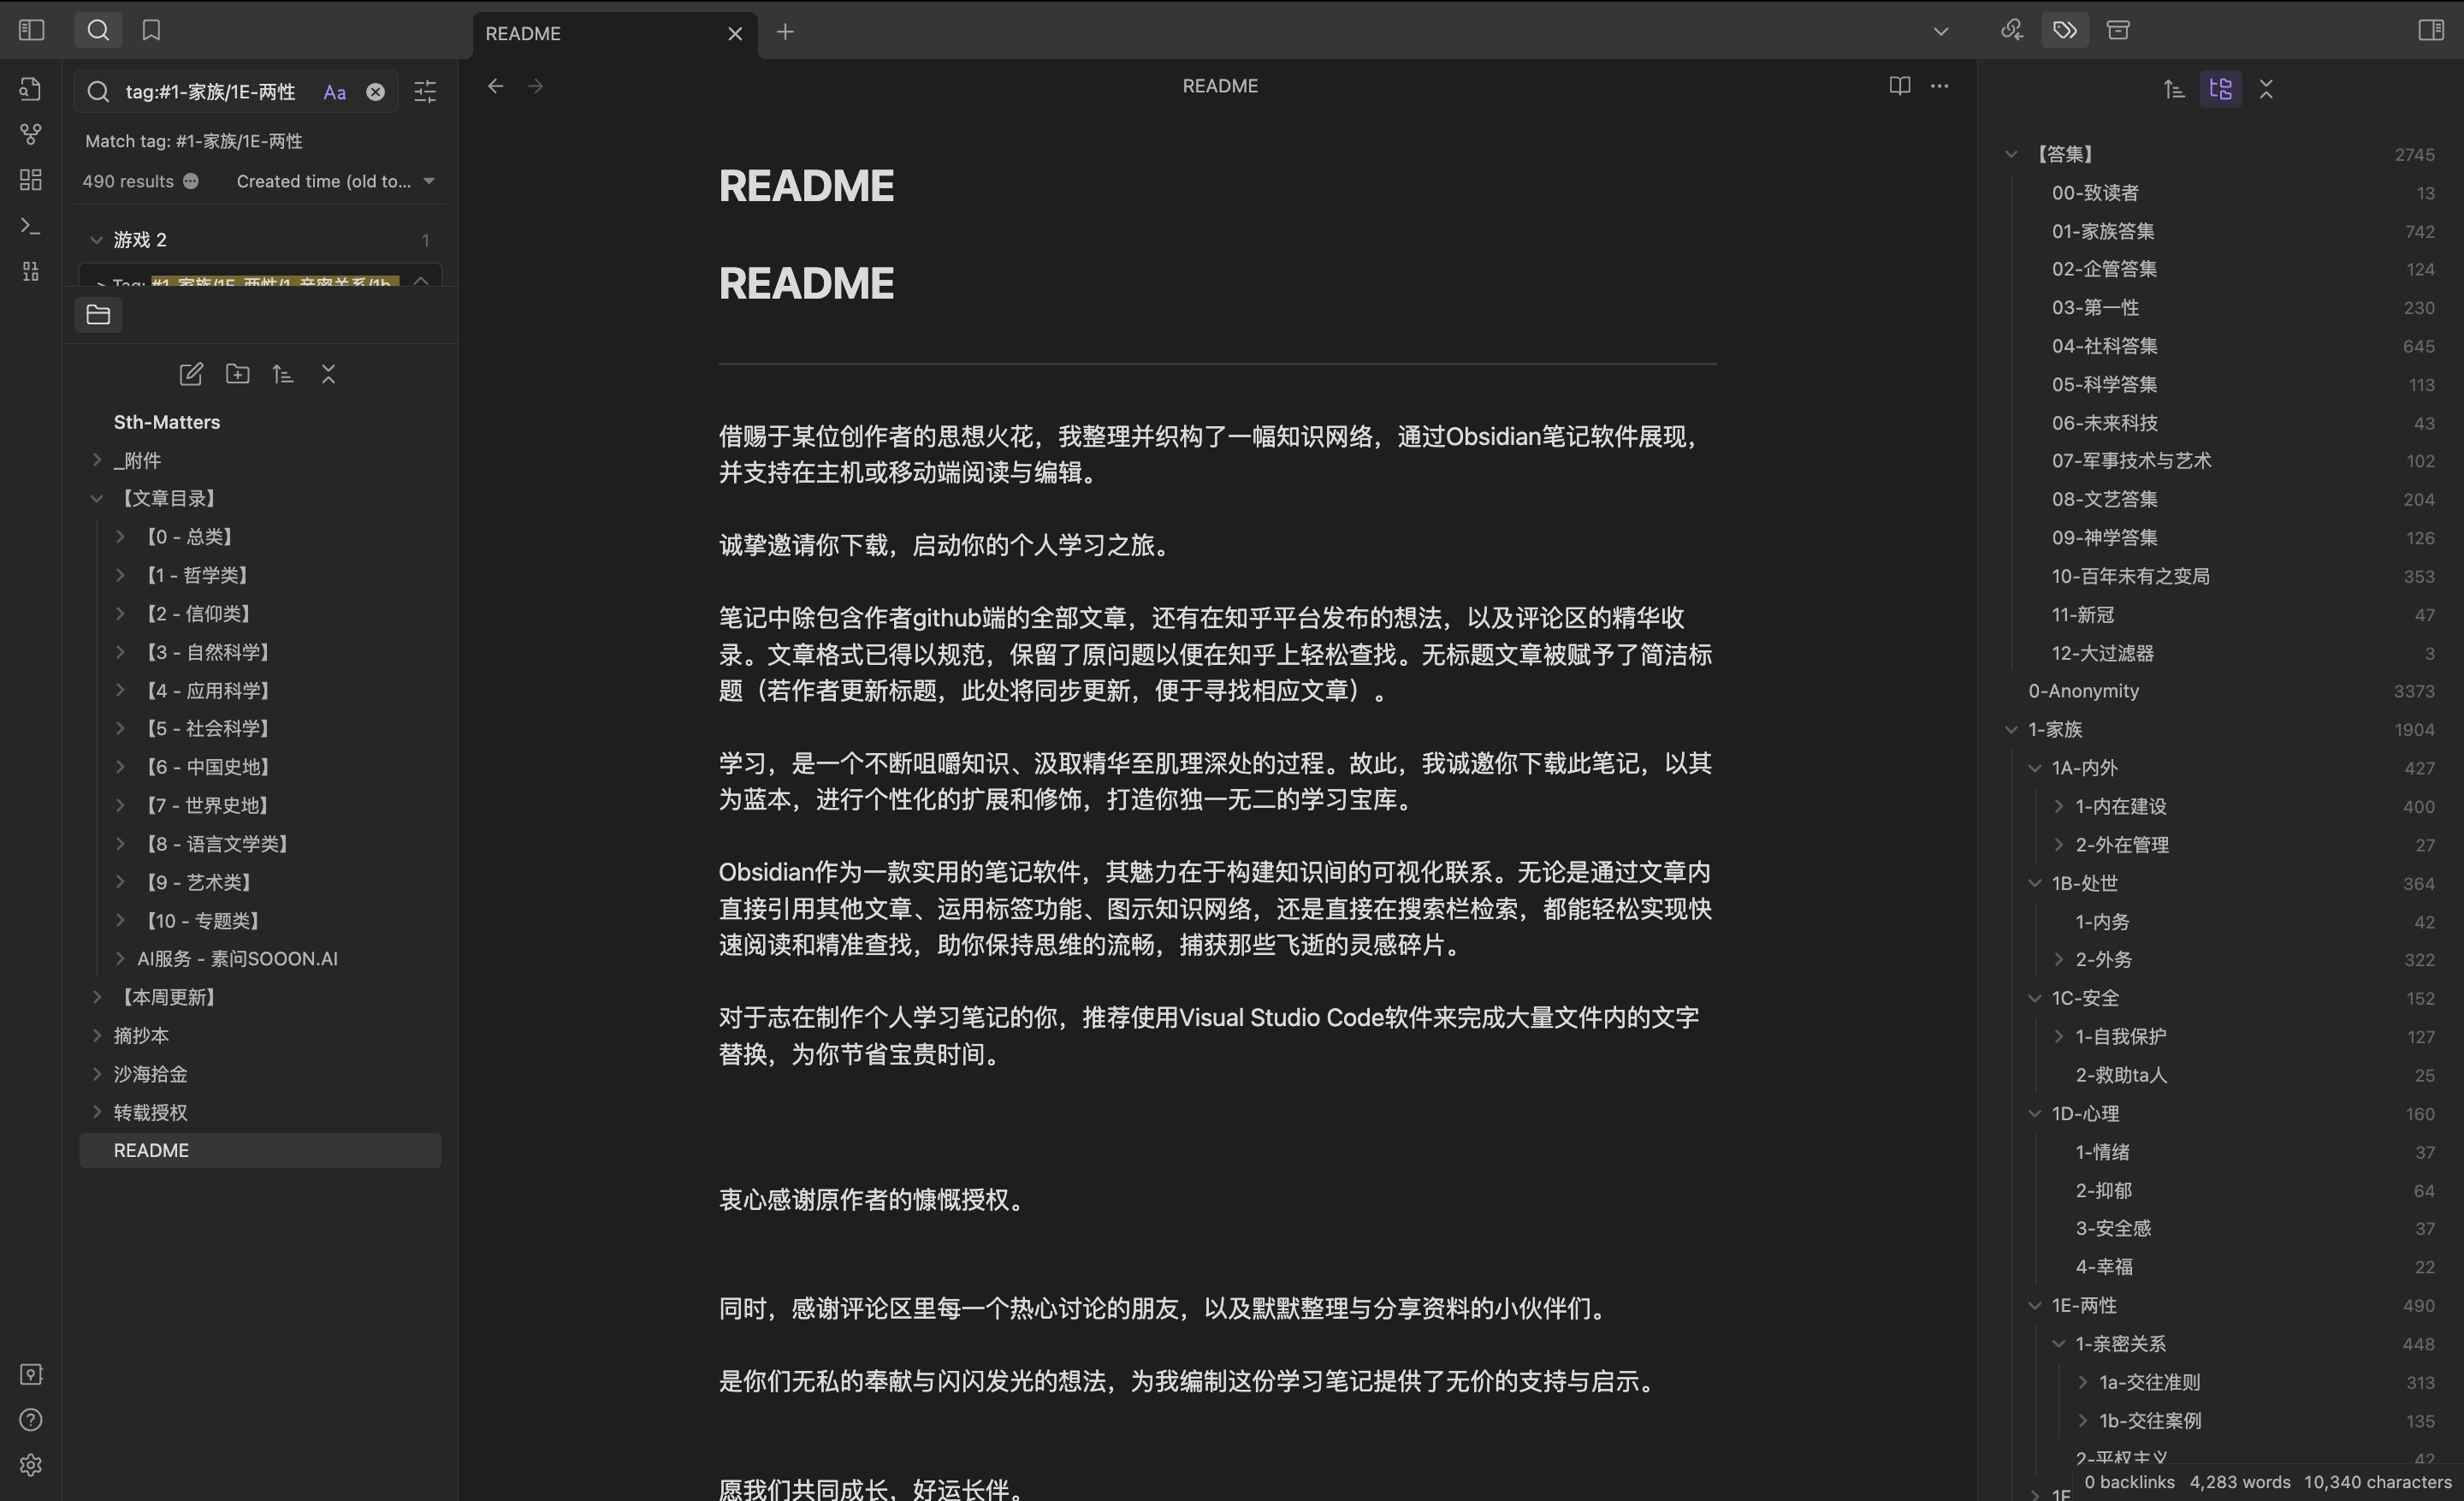 README
tag:#1-家族/1E-两性
Aa
Match tag: #1-家族/1E-两性
490 results
Created time (old to...
游戏 2
1
> Tag: #1-家族/1E-两性/1-亲密关系/1b-
Sth-Matters
_附件
【文章目录】
【0 - 总类】
【1 - 哲学类】
【2 - 信仰类】
【3 - 自然科学】
【4 - 应用科学】
【5 - 社会科学】
【6 - 中国史地】
【7 - 世界史地】
【8 - 语言文学类】
【9 - 艺术类】
【10 - 专题类】
AI服务 - 素问SOOON.AI
【本周更新】
摘抄本
沙海拾金
转载授权
README
README
README
README
借赐于某位创作者的思想火花，我整理并织构了一幅知识网络，通过Obsidian笔记软件展现，
并支持在主机或移动端阅读与编辑。
诚挚邀请你下载，启动你的个人学习之旅。
笔记中除包含作者github端的全部文章，还有在知乎平台发布的想法，以及评论区的精华收
录。文章格式已得以规范，保留了原问题以便在知乎上轻松查找。无标题文章被赋予了简洁标
题（若作者更新标题，此处将同步更新，便于寻找相应文章）。
学习，是一个不断咀嚼知识、汲取精华至肌理深处的过程。故此，我诚邀你下载此笔记，以其
为蓝本，进行个性化的扩展和修饰，打造你独一无二的学习宝库。
Obsidian作为一款实用的笔记软件，其魅力在于构建知识间的可视化联系。无论是通过文章内
直接引用其他文章、运用标签功能、图示知识网络，还是直接在搜索栏检索，都能轻松实现快
速阅读和精准查找，助你保持思维的流畅，捕获那些飞逝的灵感碎片。
对于志在制作个人学习笔记的你，推荐使用Visual Studio Code软件来完成大量文件内的文字
替换，为你节省宝贵时间。
衷心感谢原作者的慷慨授权。
同时，感谢评论区里每一个热心讨论的朋友，以及默默整理与分享资料的小伙伴们。
是你们无私的奉献与闪闪发光的想法，为我编制这份学习笔记提供了无价的支持与启示。
愿我们共同成长，好运长伴。
【答集】 2745
00-致读者 13
01-家族答集 742
02-企管答集 124
03-第一性 230
04-社科答集 645
05-科学答集 113
06-未来科技 43
07-军事技术与艺术 102
08-文艺答集 204
09-神学答集 126
10-百年未有之变局 353
11-新冠 47
12-大过滤器 3
0-Anonymity 3373
1-家族 1904
1A-内外 427
1-内在建设 400
2-外在管理 27
1B-处世 364
1-内务 42
2-外务 322
1C-安全 152
1-自我保护 127
2-救助ta人 25
1D-心理 160
1-情绪 37
2-抑郁 64
3-安全感 37
4-幸福 22
1E-两性 490
1-亲密关系 448
1a-交往准则 313
1b-交往案例 135
2-平权主义 42
1F
0 backlinks 4,283 words 10,340 characters